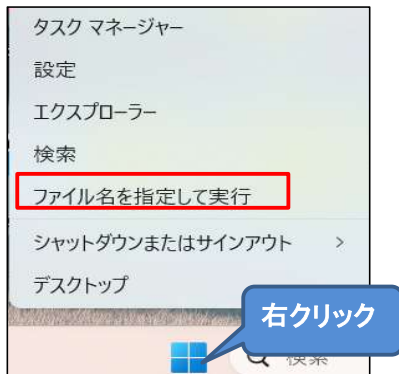 タスク マネージャー
設定
エクスプローラー
検索
ファイル名を指定して実行
シャットダウンまたはサインアウト >
デスクトップ
右クリック
検索